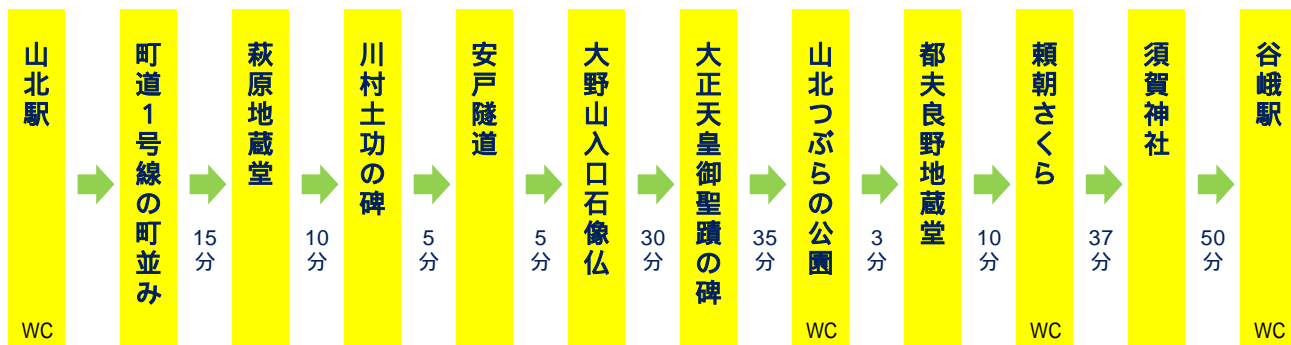 山北駅
WC
町道1号線の町並み
15分
萩原地蔵堂
10分
川村土功の碑
5分
安戸隧道
5分
大野山入口石像仏
30分
大正天皇御聖蹟の碑
35分
山北つぶらの公園
WC
3分
都夫良野地蔵堂
10分
頼朝さくら
WC
37分
須賀神社
50分
谷峨駅
WC